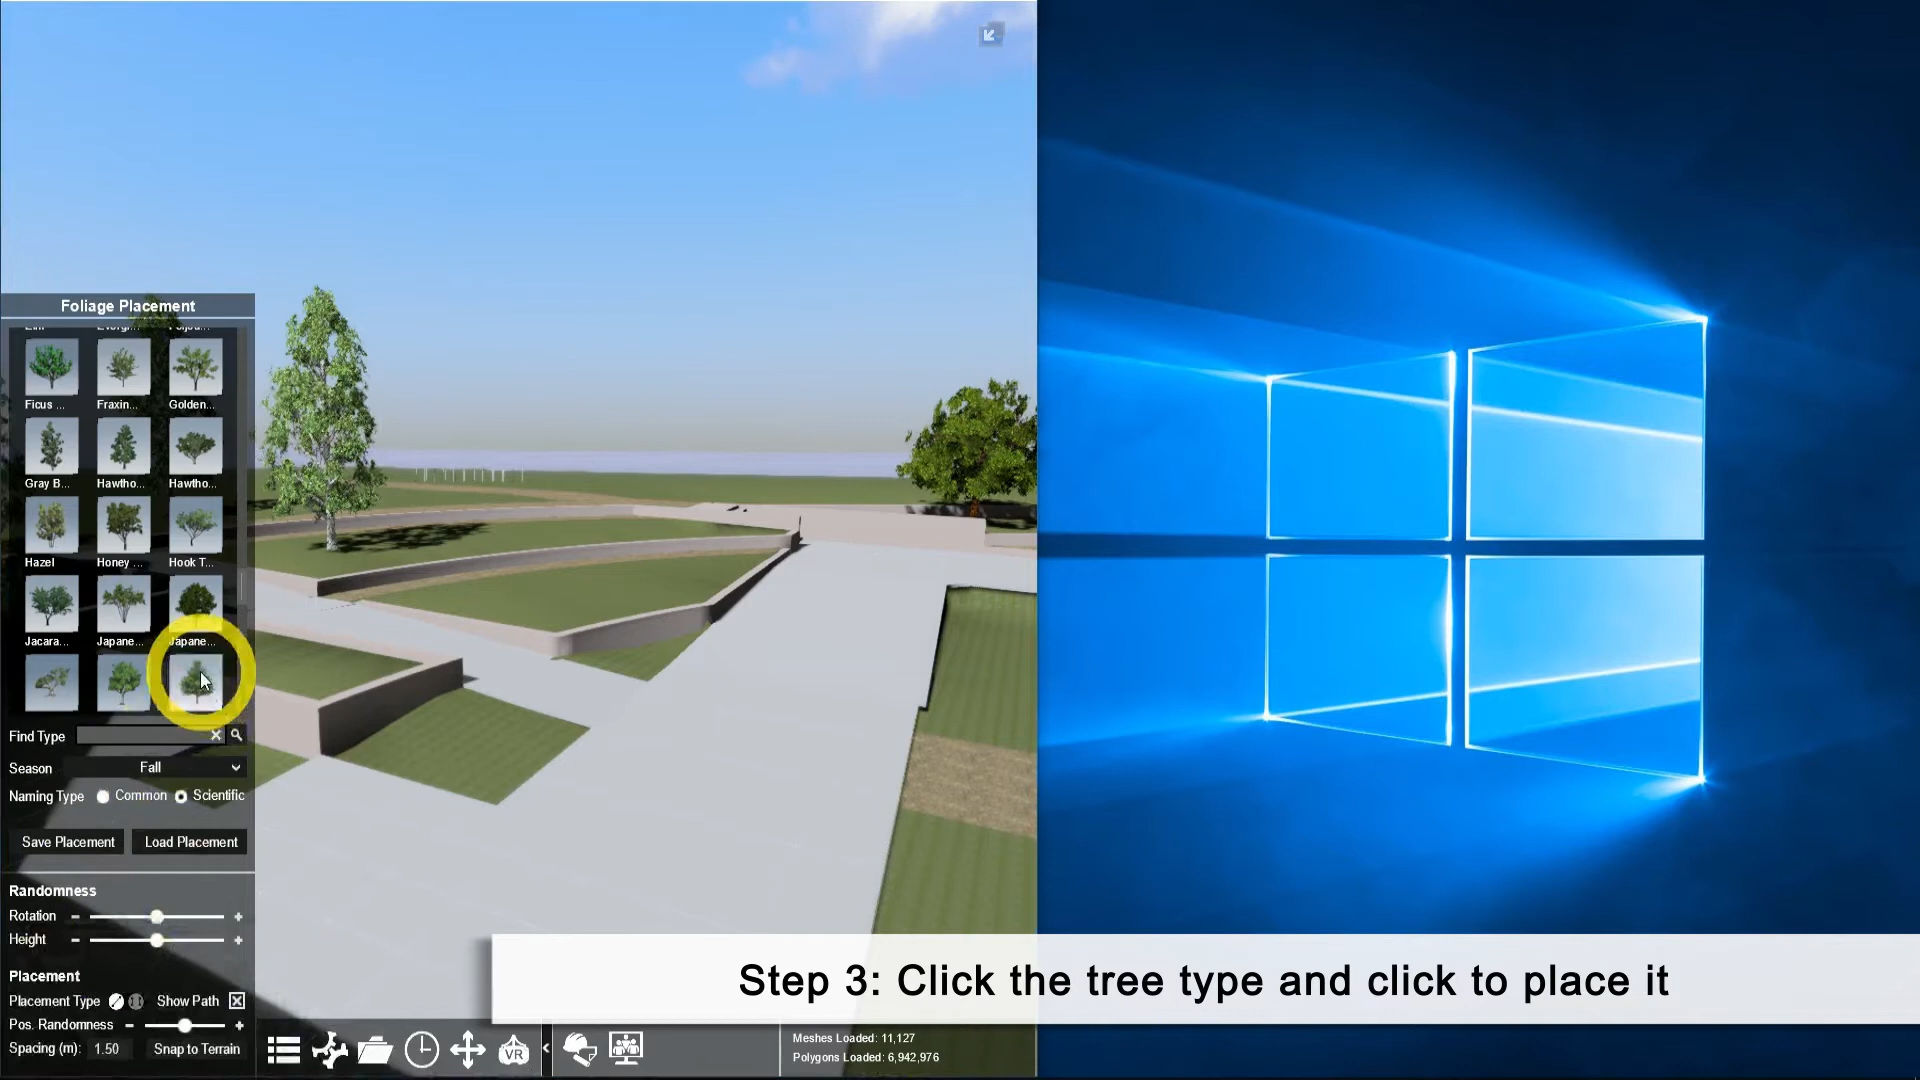 Foliage Placement
Ficus ...
Fraxin...
Golden...
Gray B...
Hawtho...
Hawtho...
Hazel
Honey ...
Hook T...
Jacara...
Japane...
Japane...
Find Type
Season Fall
Naming Type Common Scientific
Save Placement Load Placement
Randomness
Rotation - +
Height - +
Placement
Placement Type Show Path
Pos. Randomness - +
Spacing (m): 1.50 Snap to Terrain
VR
Meshes Loaded: 11,127
Polygons Loaded: 6,942,976
Step 3: Click the tree type and click to place it